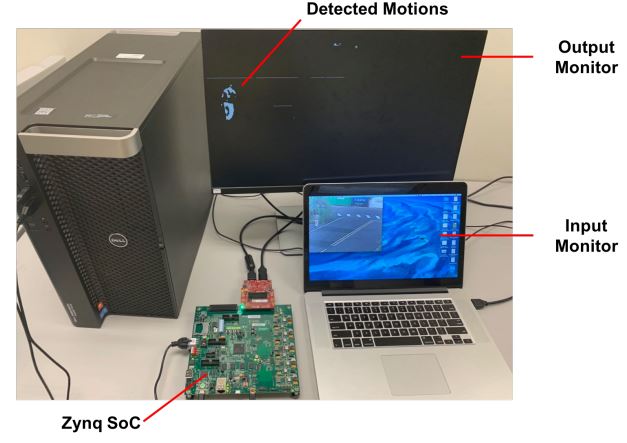 Detected Motions
Output
Monitor
DELL
Input
Monitor
Zynq SoC